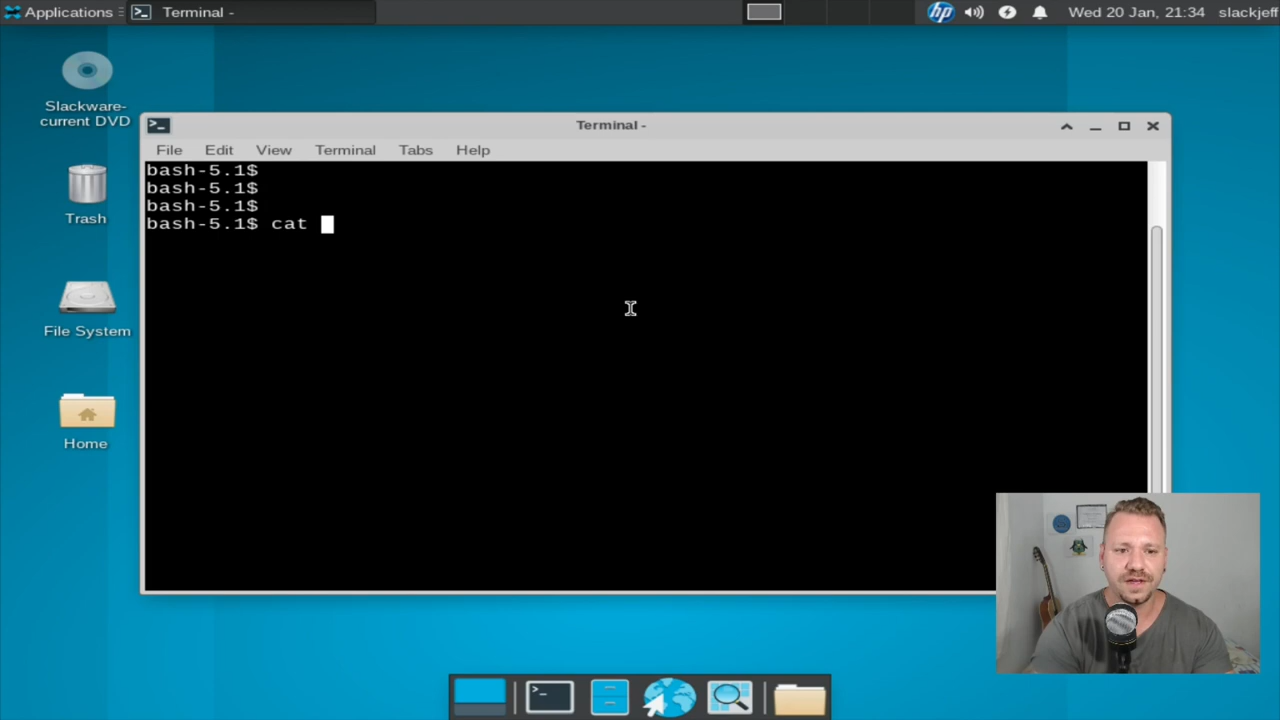 Applications
Terminal -
hp
Wed 20 Jan, 21:34
slackjeff
Slackware-
current DVD
Trash
File System
Home
Terminal -
File Edit View Terminal Tabs Help
bash-5.1$
bash-5.1$
bash-5.1$
bash-5.1$ cat